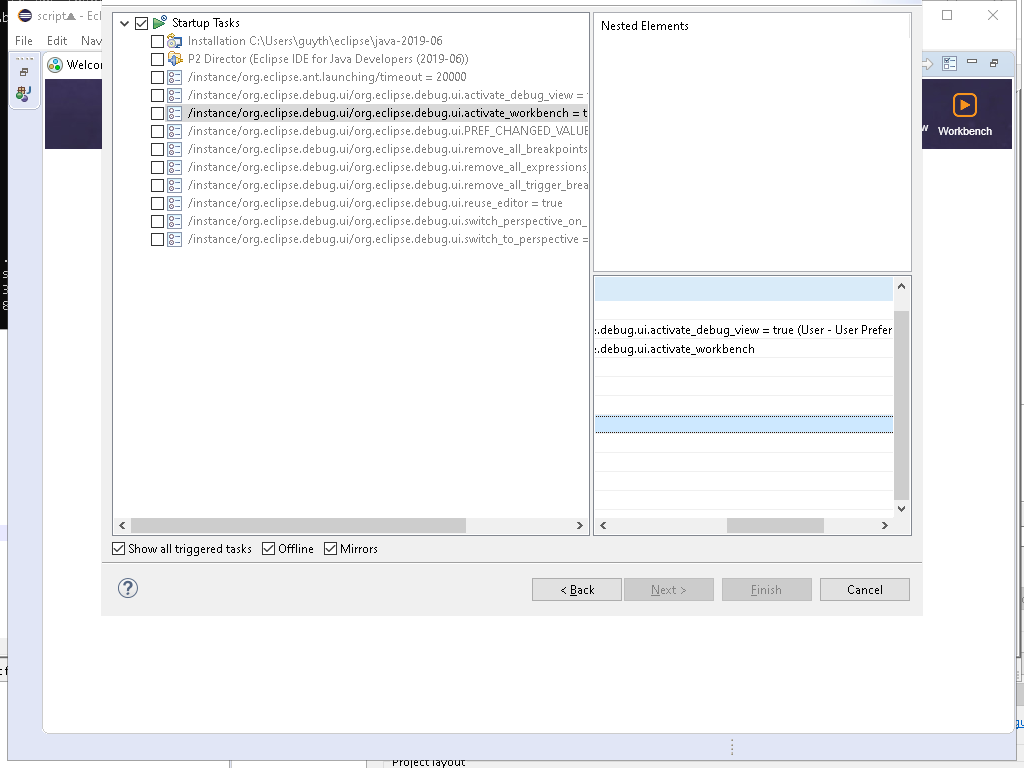 script▲ - Ecl
File Edit Nav
Welcon
Workbench
Startup Tasks
Installation C:\Users\guyth\eclipse\java-2019-06
P2 Director (Eclipse IDE for Java Developers (2019-06))
/instance/org.eclipse.ant.launching/timeout = 20000
/instance/org.eclipse.debug.ui/org.eclipse.debug.ui.activate_debug_view =
/instance/org.eclipse.debug.ui/org.eclipse.debug.ui.activate_workbench = t
/instance/org.eclipse.debug.ui/org.eclipse.debug.ui.PREF_CHANGED_VALUE
/instance/org.eclipse.debug.ui/org.eclipse.debug.ui.remove_all_breakpoints
/instance/org.eclipse.debug.ui/org.eclipse.debug.ui.remove_all_expressions
/instance/org.eclipse.debug.ui/org.eclipse.debug.ui.remove_all_trigger_brea
/instance/org.eclipse.debug.ui/org.eclipse.debug.ui.reuse_editor = true
/instance/org.eclipse.debug.ui/org.eclipse.debug.ui.switch_perspective_on_
/instance/org.eclipse.debug.ui/org.eclipse.debug.ui.switch_to_perspective =
Nested Elements
.debug.ui.activate_debug_view = true (User - User Prefer
.debug.ui.activate_workbench
Show all triggered tasks Offline Mirrors
< Back Next > Finish Cancel
Project layout